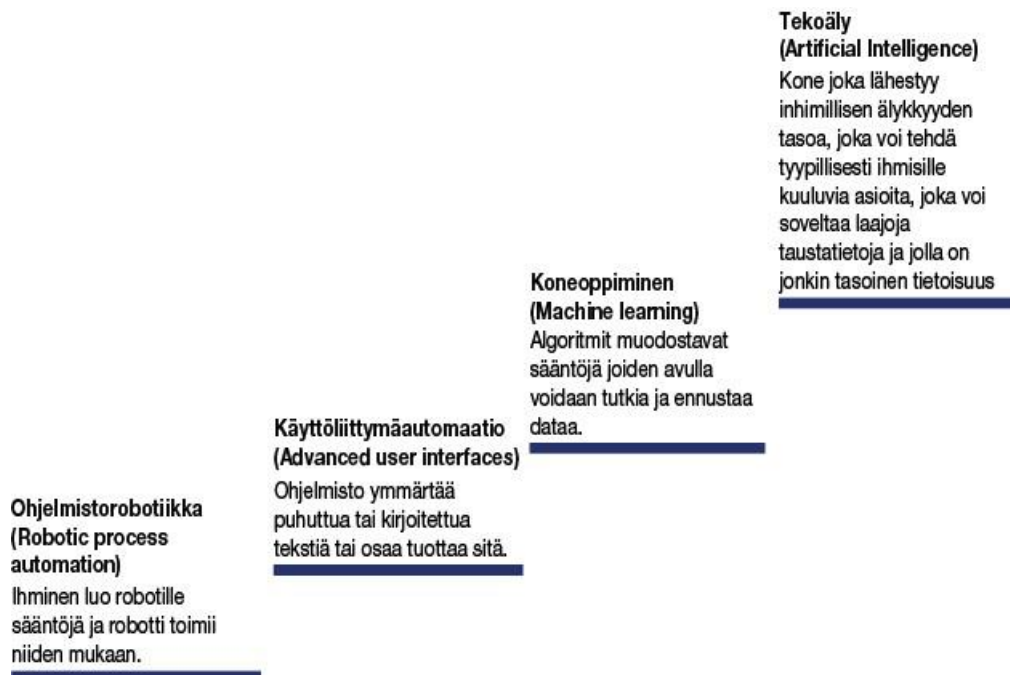 Tekoäly
(Artificial Intelligence)
Kone joka lähestyy
inhimillisen älykkyyden
tasoa, joka voi tehdä
tyypillisesti ihmisille
kuuluvia asioita, joka voi
soveltaa laajoja
taustatietoja ja jolla on
jonkin tasoinen tietoisuus
Koneoppiminen
(Machine learning)
Algoritmit muodostavat
sääntöjä joiden avulla
voidaan tutkia ja ennustaa
dataa.
Käyttöliittymäautomaatio
(Advanced user interfaces)
Ohjelmisto ymmärtää
puhuttua tai kirjoitettua
tekstiä tai osaa tuottaa sitä.
Ohjelmistorobotiikka
(Robotic process
automation)
Ihminen luo robotille
sääntöjä ja robotti toimii
niiden mukaan.